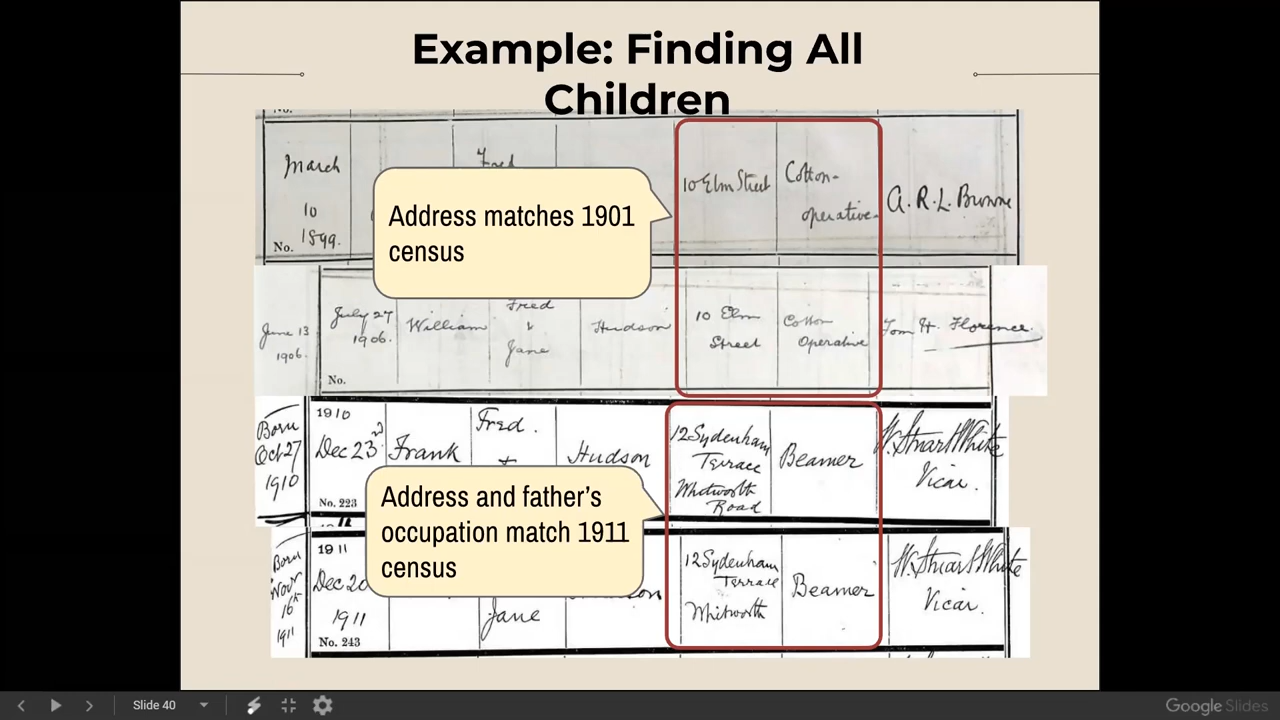 Example: Finding All
Children
No.
March
10
1899.
No.
Fred
10 Elm Street
Cotton-
operative-
A. R. L. Browne
Address matches 1901
census
June 13
1906.
July 27
1906.
No.
William
Fred
&
Jane
Hudson
10 Elm
Street
Cotton
Operative
Tom H. Florence.
Born
Oct 27
1910
1910
Dec 23rd
No. 223
Frank
Fred.
+
Hudson
12 Sydenham
Terrace
Whitworth
Road
Beamer
W. Stuart White
Vicar.
Address and father's
occupation match 1911
census
Born
Novr
16th
1911
1911
Dec 20
1911
No. 243
Jane
12 Sydenham
Terrace
Whitworth
Beamer
W. Stuart White
Vicar.
Slide 40
Google Slides